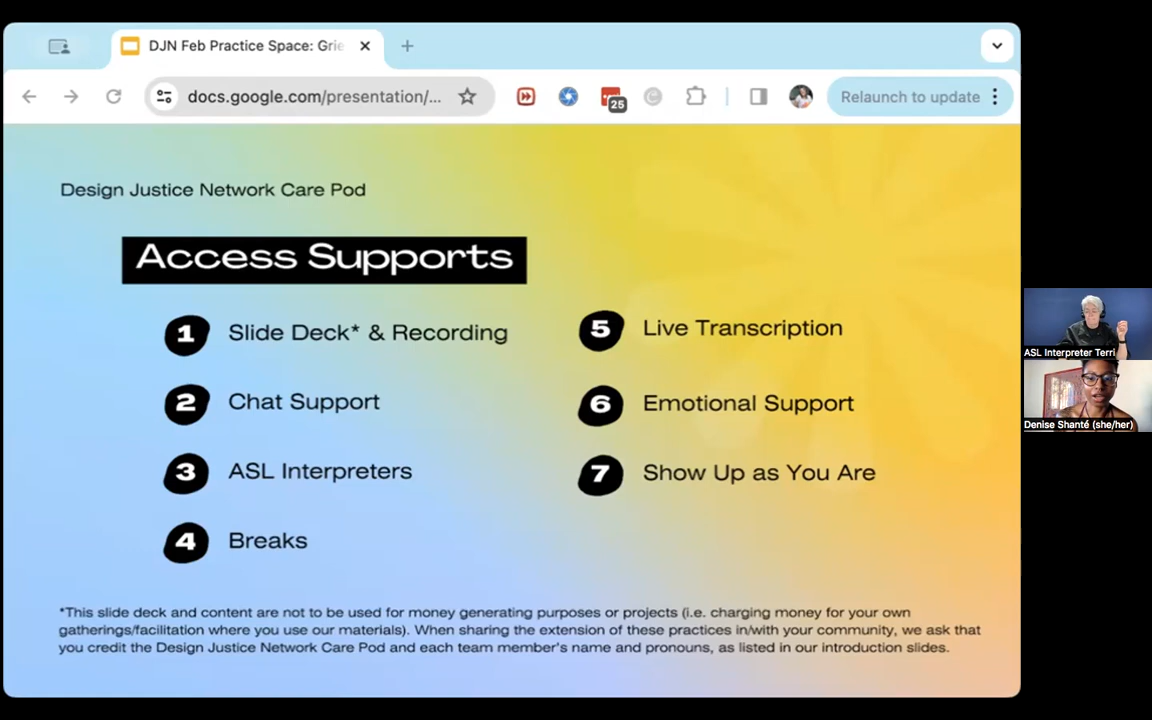 DJN Feb Practice Space: Grie
docs.google.com/presentation/...
25
Relaunch to update
Design Justice Network Care Pod
Access Supports
1 Slide Deck* & Recording
2 Chat Support
3 ASL Interpreters
4 Breaks
5 Live Transcription
6 Emotional Support
7 Show Up as You Are
*This slide deck and content are not to be used for money generating purposes or projects (i.e. charging money for your own
gatherings/facilitation where you use our materials). When sharing the extension of these practices in/with your community, we ask that
you credit the Design Justice Network Care Pod and each team member's name and pronouns, as listed in our introduction slides.
ASL Interpreter Terri
Denise Shanté (she/her)